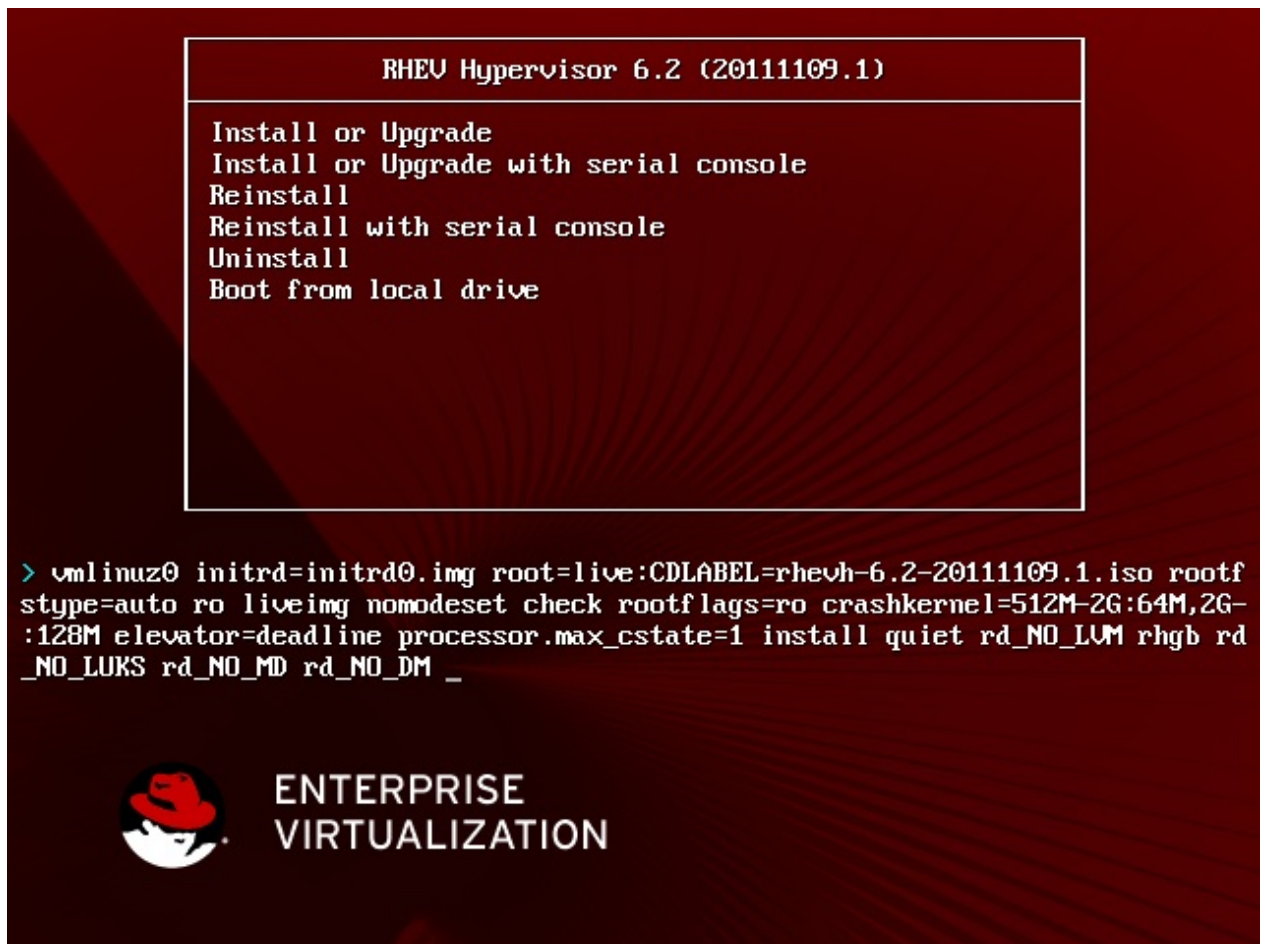 RHEV Hypervisor 6.2 (20111109.1)
Install or Upgrade
Install or Upgrade with serial console
Reinstall
Reinstall with serial console
Uninstall
Boot from local drive
> vmlinuz0 initrd=initrd0.img root=live:CDLABEL=rhevh-6.2-20111109.1.iso rootf
stype=auto ro liveimg nomodeset check rootflags=ro crashkernel=512M-2G:64M,2G-
:128M elevator=deadline processor.max_cstate=1 install quiet rd_NO_LVM rhgb rd
_NO_LUKS rd_NO_MD rd_NO_DM _
ENTERPRISE
VIRTUALIZATION